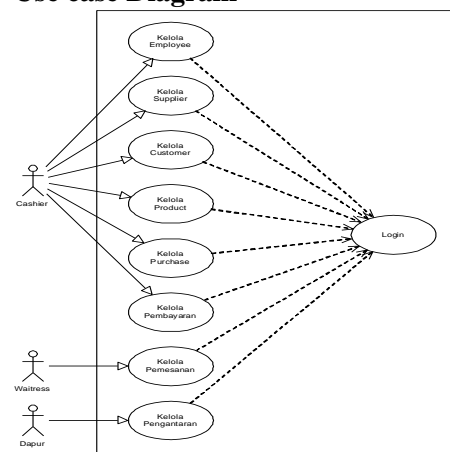 Use case Diagram
Kelola
Employee
Kelola
Supplier
Kelola
Customer
Cashier
Kelola
Product
Login
Kelola
Purchase
Kelola
Pembayaran
Kelola
Pemesanan
Waitress
Kelola
Pengantaran
Dapur